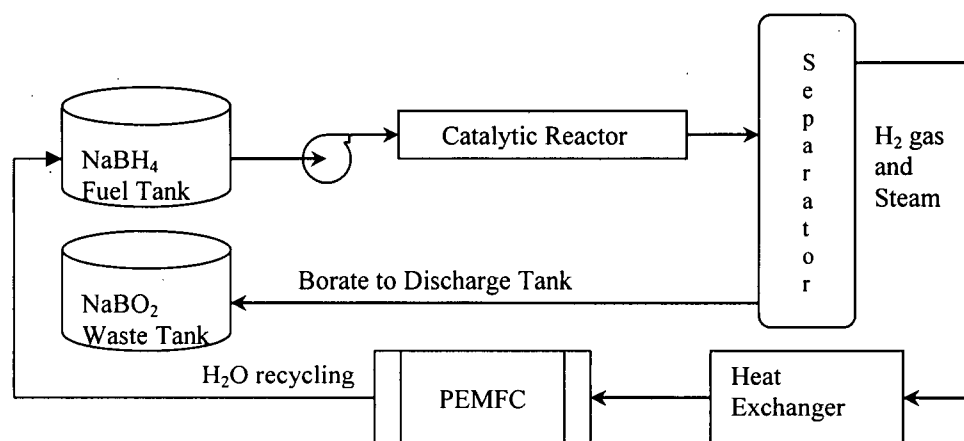 NaBH4
Fuel Tank
Catalytic Reactor
Separator
H2 gas
and
Steam
NaBO2
Waste Tank
Borate to Discharge Tank
H2O recycling
PEMFC
Heat
Exchanger